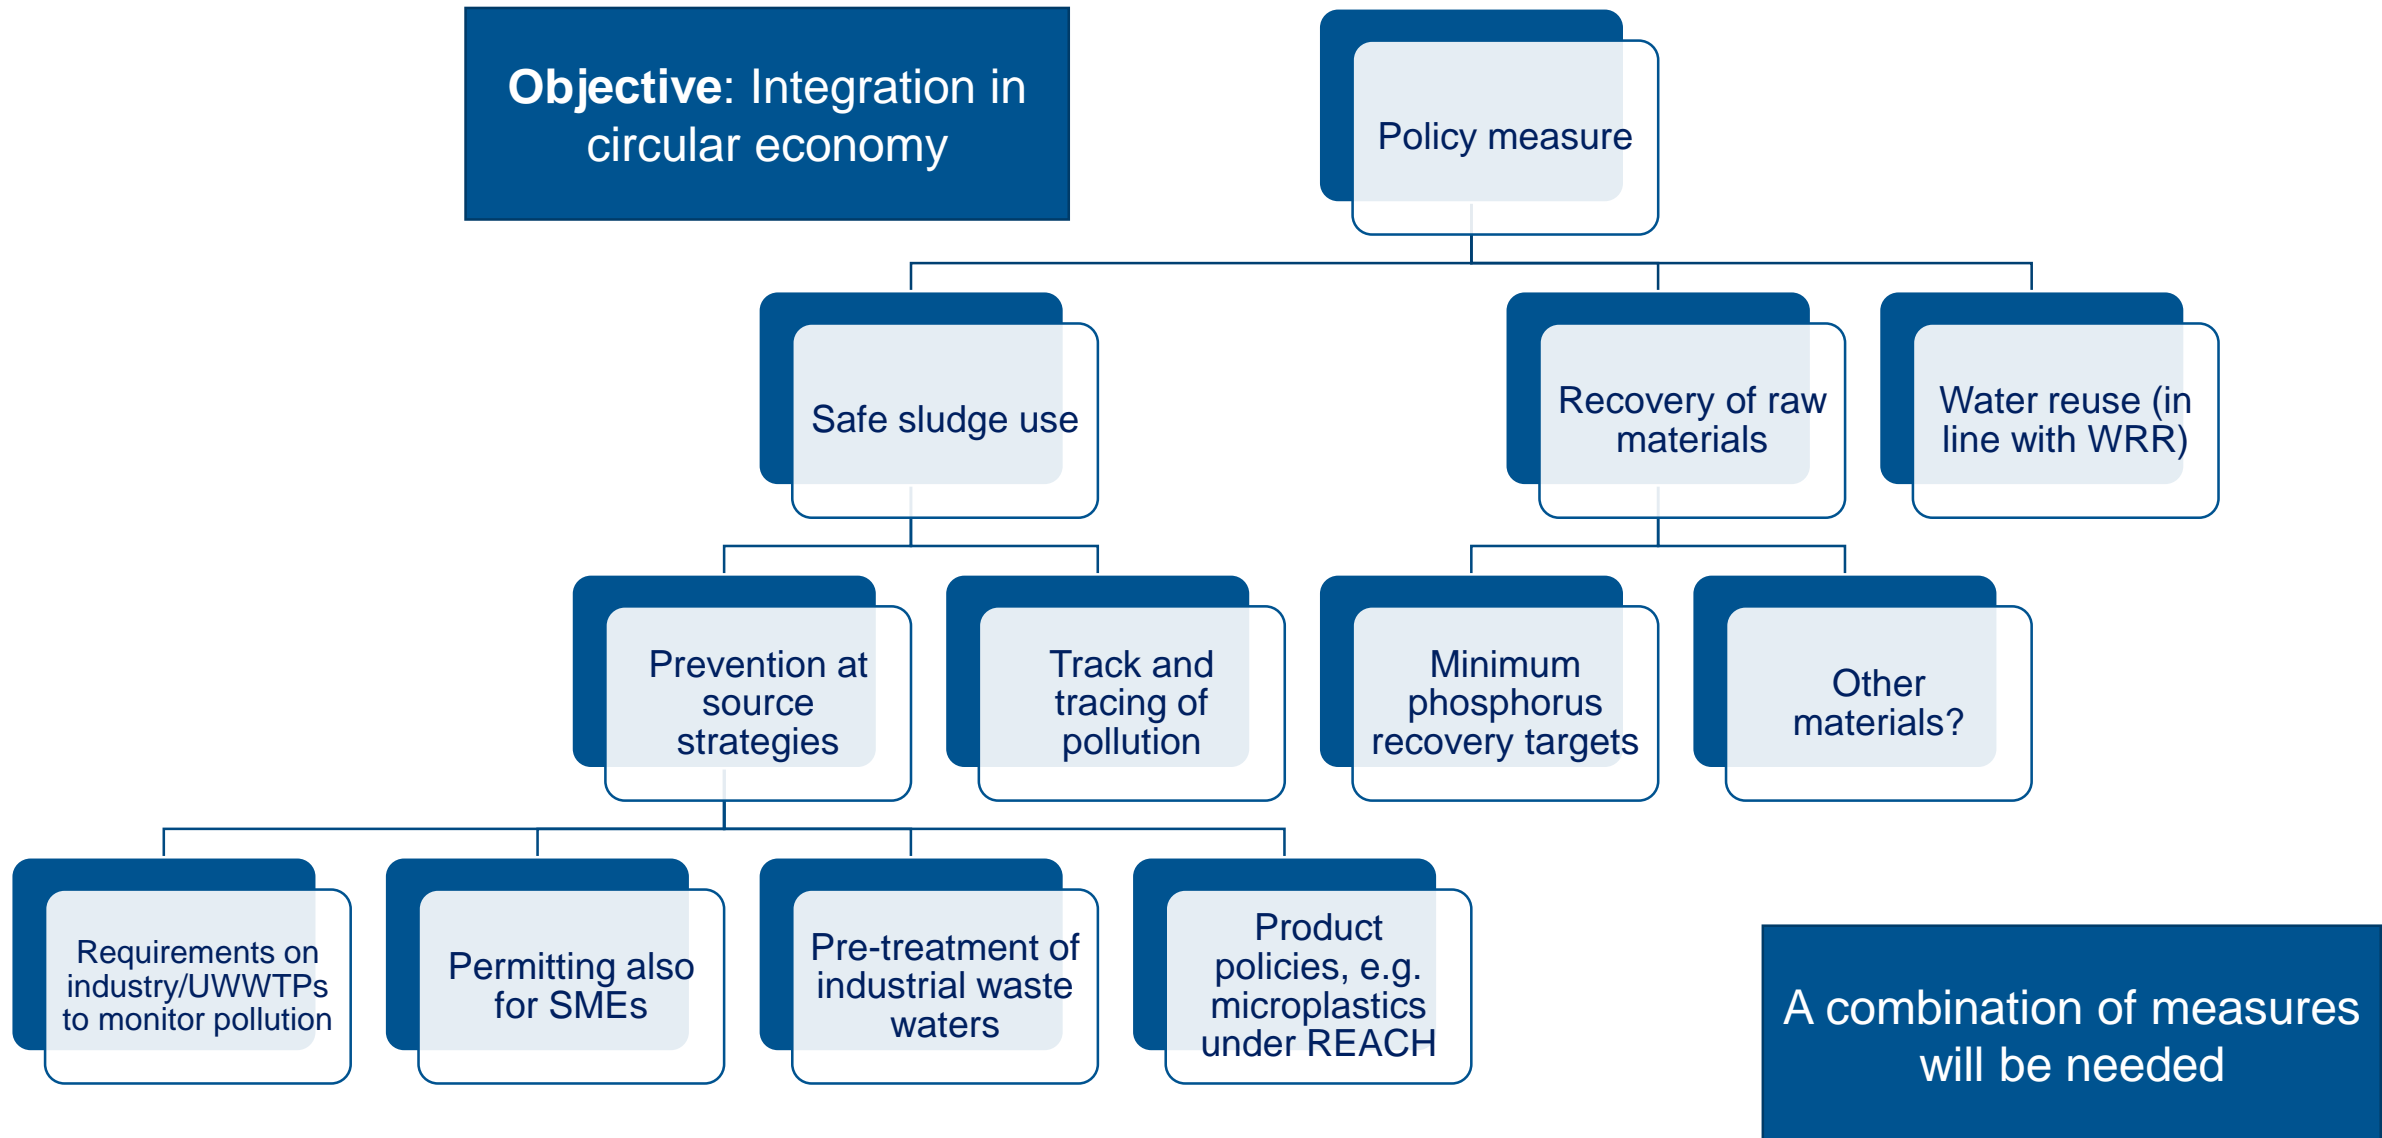 Objective: Integration in
circular economy
Policy measure
Safe sludge use
Recovery of raw
materials
Water reuse (in
line with WRR)
Prevention at
source
strategies
Track and
tracing of
pollution
Minimum
phosphorus
recovery targets
Other
materials?
Requirements on
industry/UWWTPs
to monitor pollution
Permitting also
for SMEs
Pre-treatment of
industrial waste
waters
Product
policies, e.g.
microplastics
under REACH
A combination of measures
will be needed